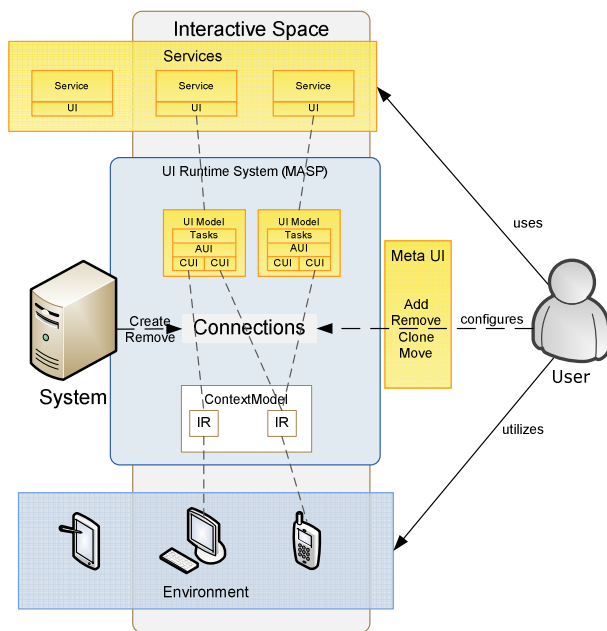 Interactive Space
Services
Service
UI
Service
UI
Service
UI
UI Runtime System (MASP)
UI Model
Tasks
AUI
CUI CUI
UI Model
Tasks
AUI
CUI CUI
Meta UI
Add
Remove
Clone
Move
uses
configures
utilizes
User
System
Create
Remove
Connections
ContextModel
IR
IR
Environment